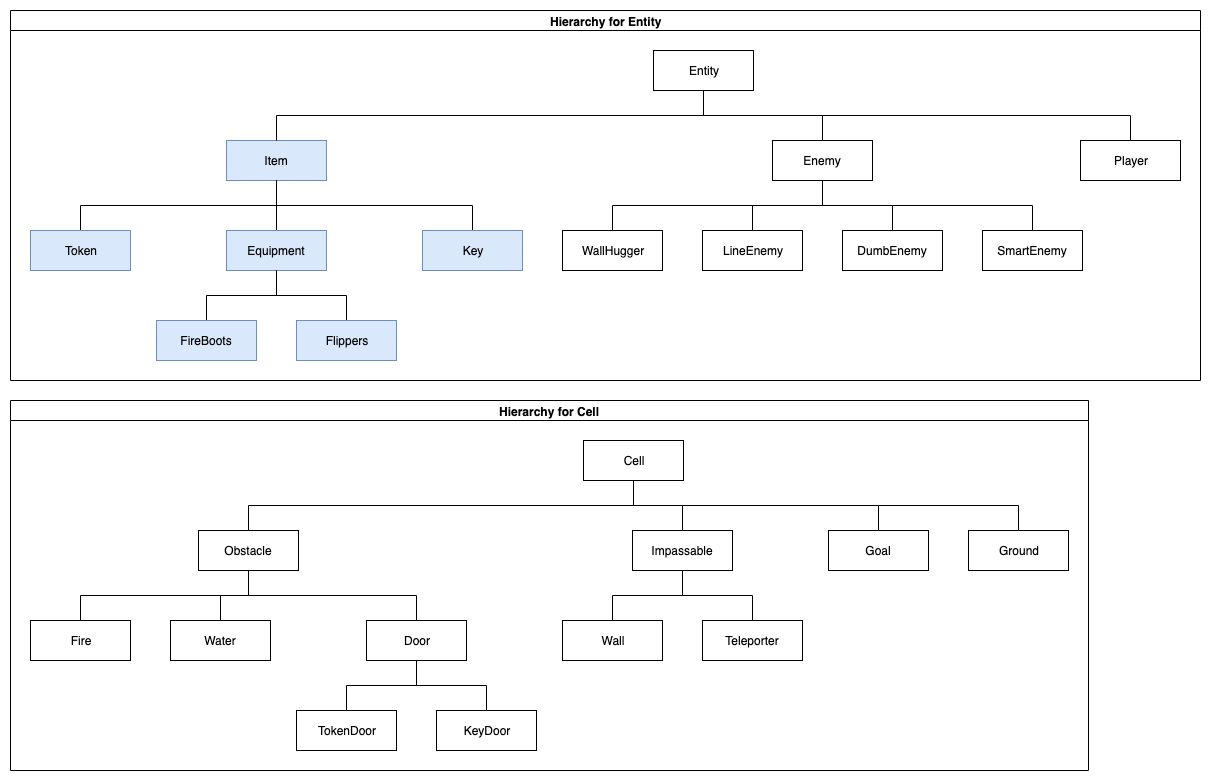 Hierarchy for Entity
Entity
Item
Enemy
Player
Token
Equipment
Key
WallHugger
LineEnemy
DumbEnemy
SmartEnemy
FireBoots
Flippers
Hierarchy for Cell
Cell
Obstacle
Impassable
Goal
Ground
Fire
Water
Door
Wall
Teleporter
TokenDoor
KeyDoor